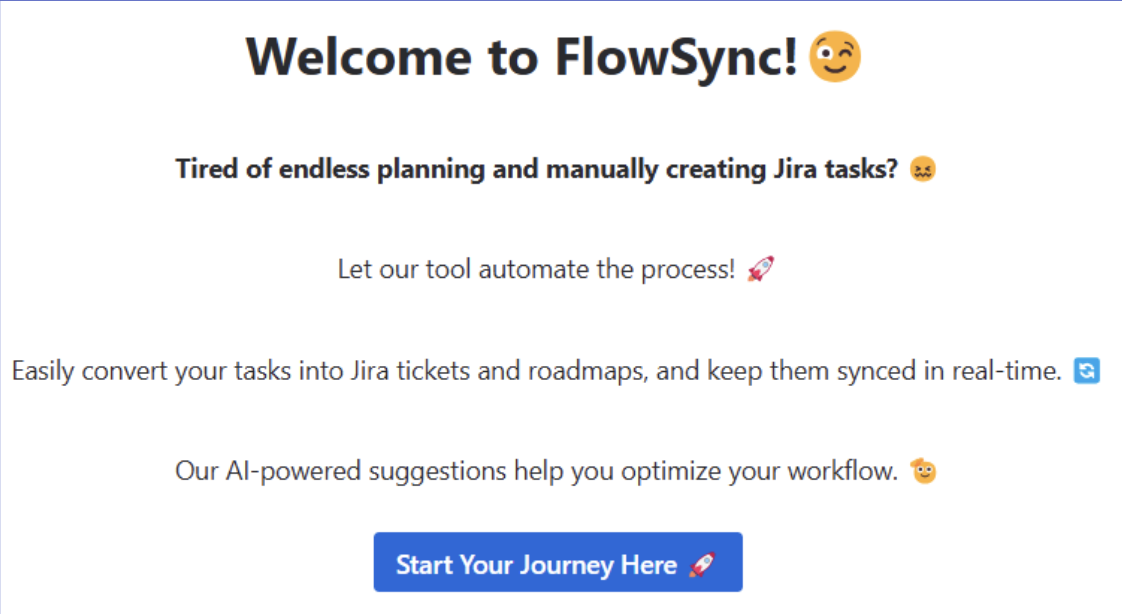 Welcome to FlowSync! 😉
Tired of endless planning and manually creating Jira tasks? 😖
Let our tool automate the process! 🚀
Easily convert your tasks into Jira tickets and roadmaps, and keep them synced in real-time. 🔄
Our AI-powered suggestions help you optimize your workflow. 🫡
Start Your Journey Here 🚀